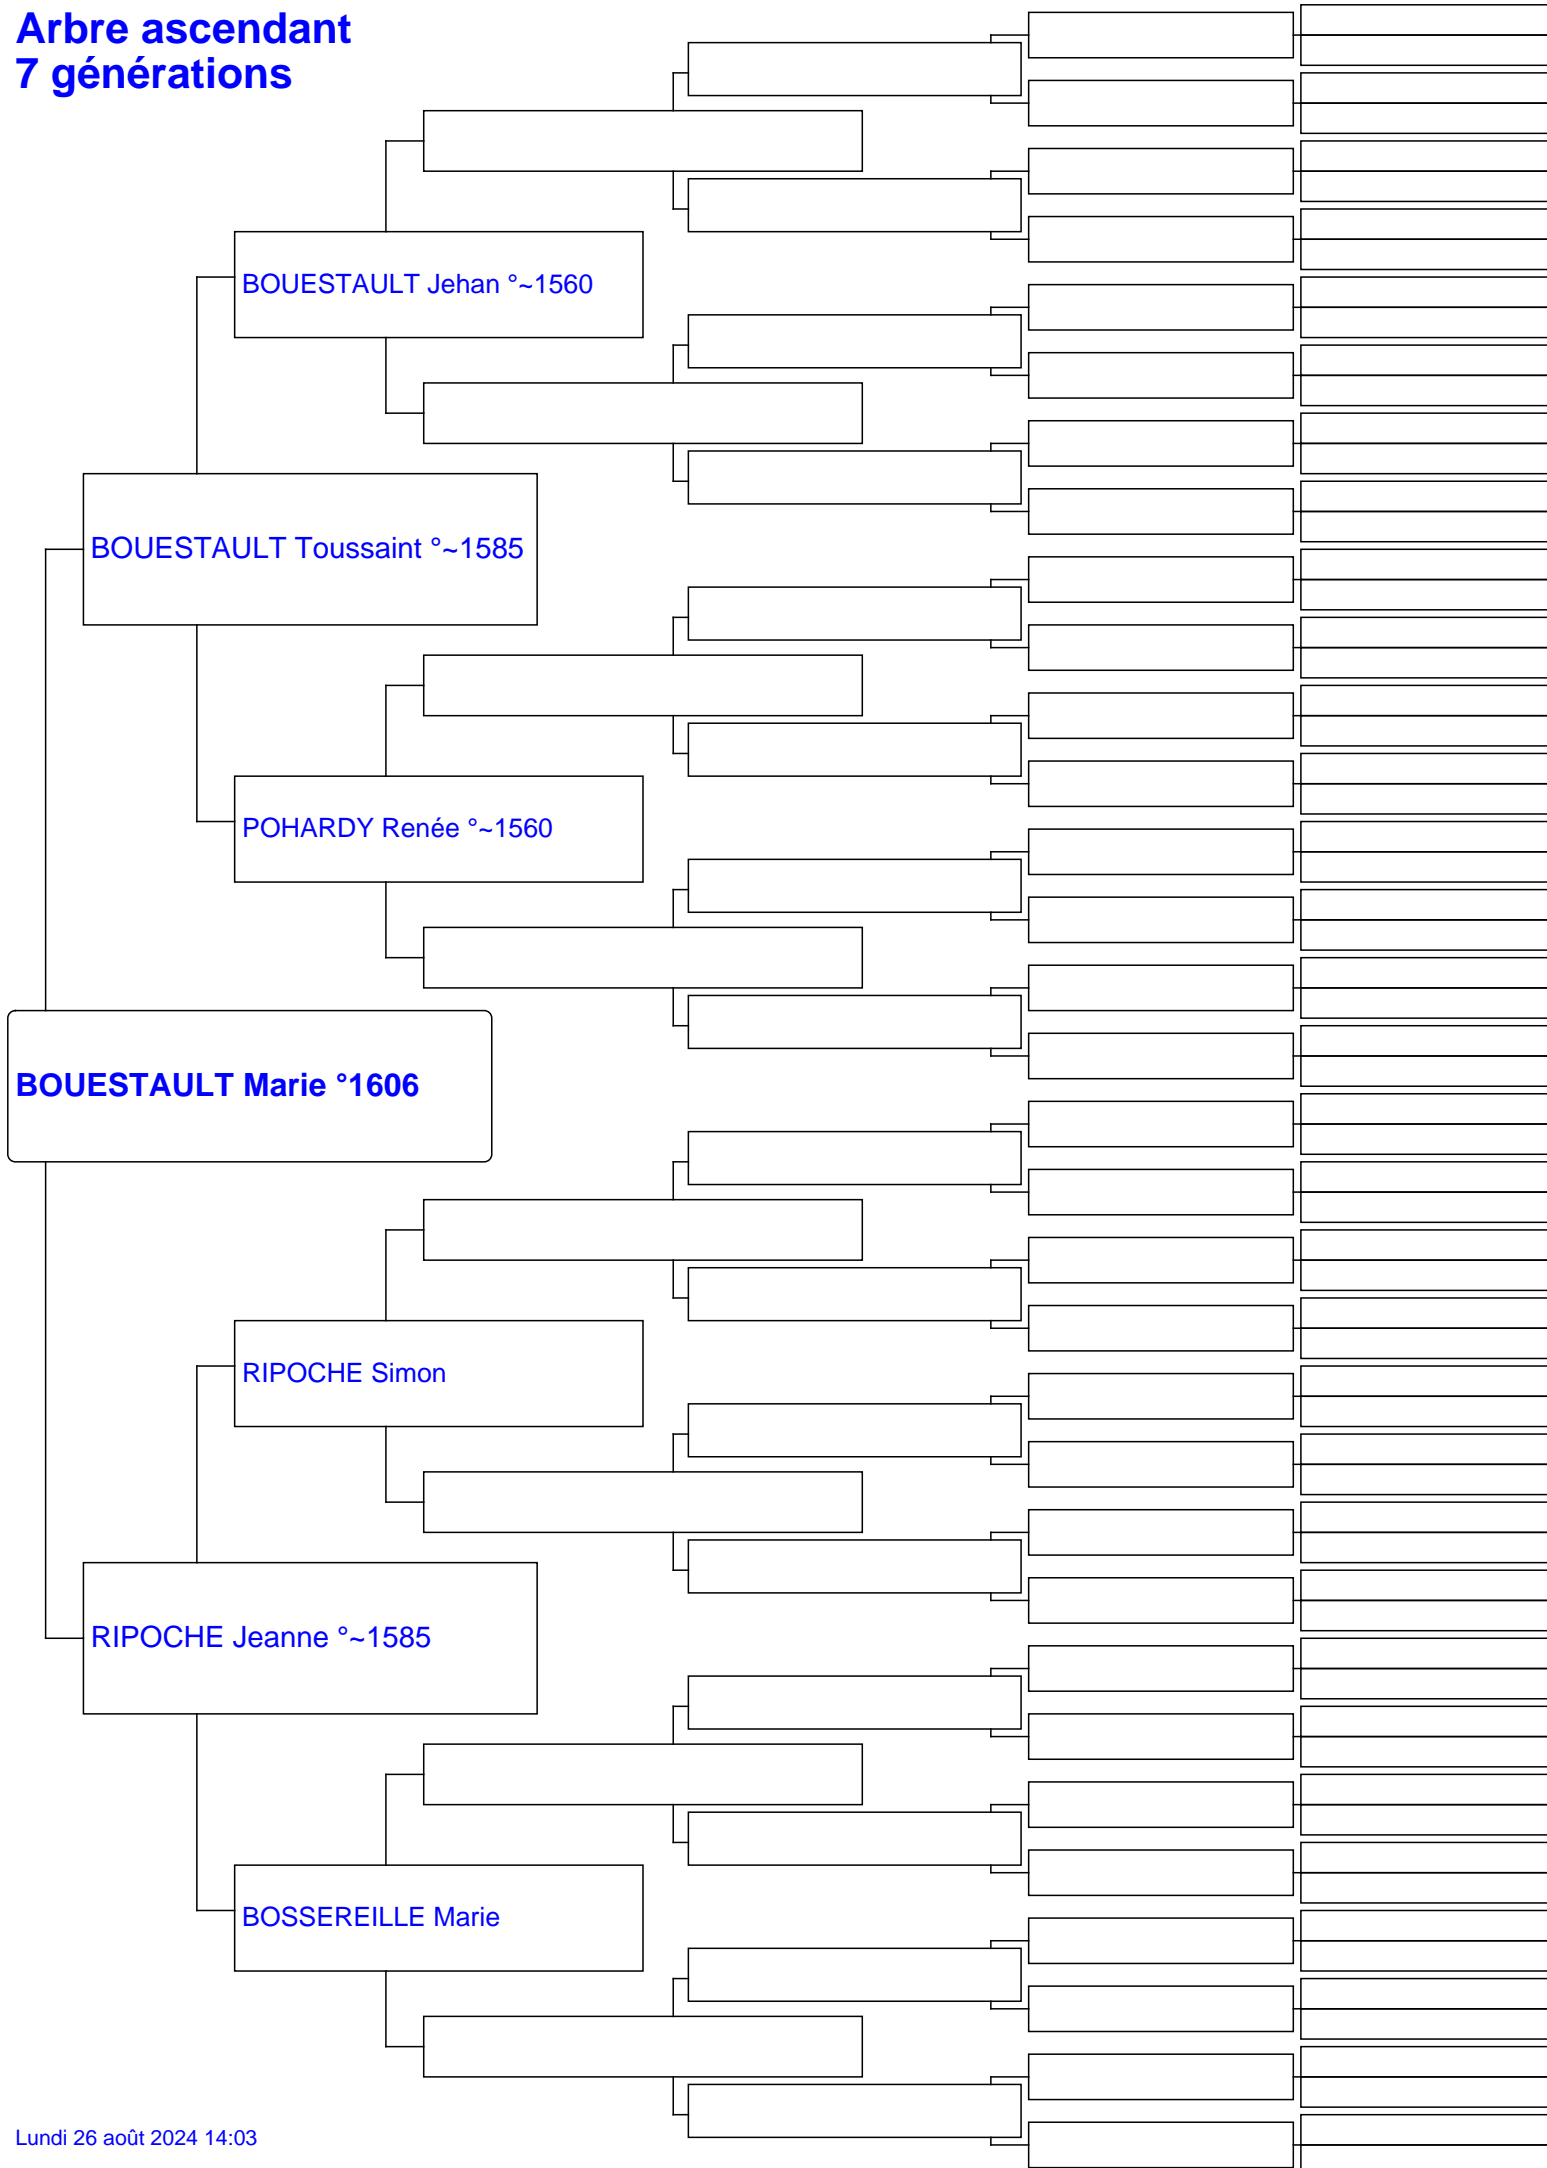 Arbre ascendant
7 générations
BOUESTAULT Jehan °~1560
BOUESTAULT Toussaint °~1585
POHARDY Renée °~1560
BOUESTAULT Marie °1606
RIPOCHE Simon
RIPOCHE Jeanne °~1585
BOSSEREILLE Marie
Lundi 26 août 2024 14:03